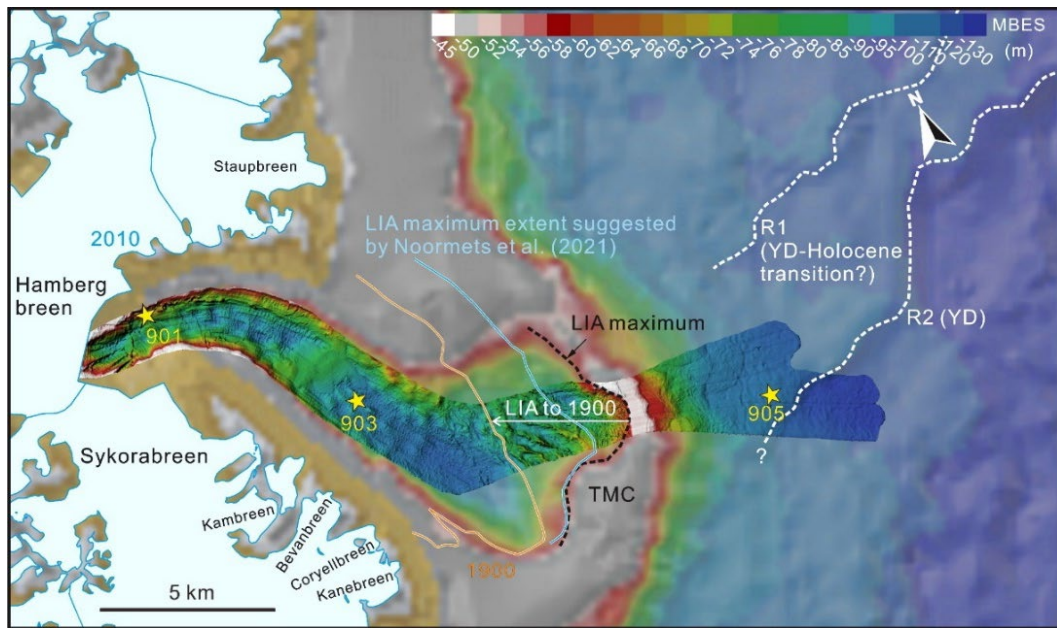 MBES
(m)
-45
-50
-52
-54
-56
-58
-60
-62
-64
-66
-68
-70
-72
-74
-76
-78
-80
-85
-90
-95
-100
-110
-120
-130
N
Staupbreen
2010
LIA maximum extent suggested
by Noormets et al. (2021)
R1
(YD-Holocene
transition?)
Hamberg
breen
901
LIA maximum
R2 (YD)
903
LIA to 1900
905
?
Sykorabreen
TMC
Kambreen
Bevanbreen
Coryellbreen
Kanebreen
1900
5 km